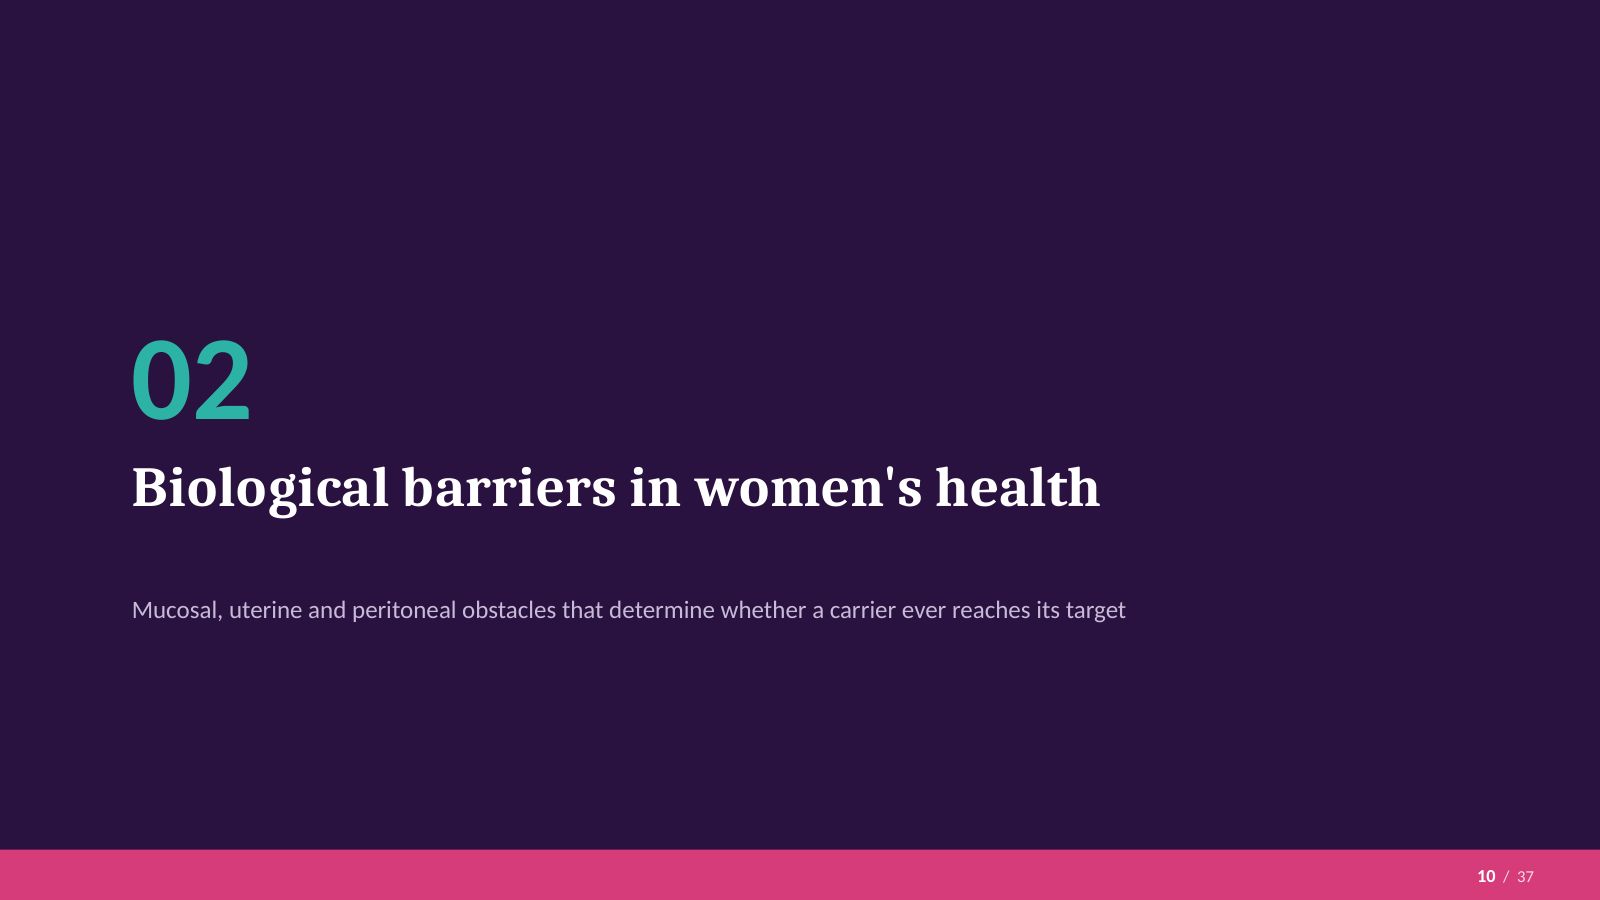 02
Biological barriers in women's health
Mucosal, uterine and peritoneal obstacles that determine whether a carrier ever reaches its target
10 / 37